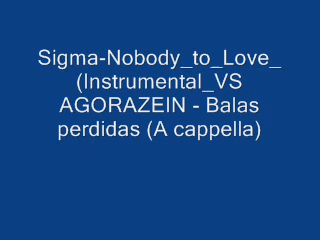 Sigma-Nobody_to_Love_
(Instrumental_VS
AGORAZEIN - Balas
perdidas (A cappella)